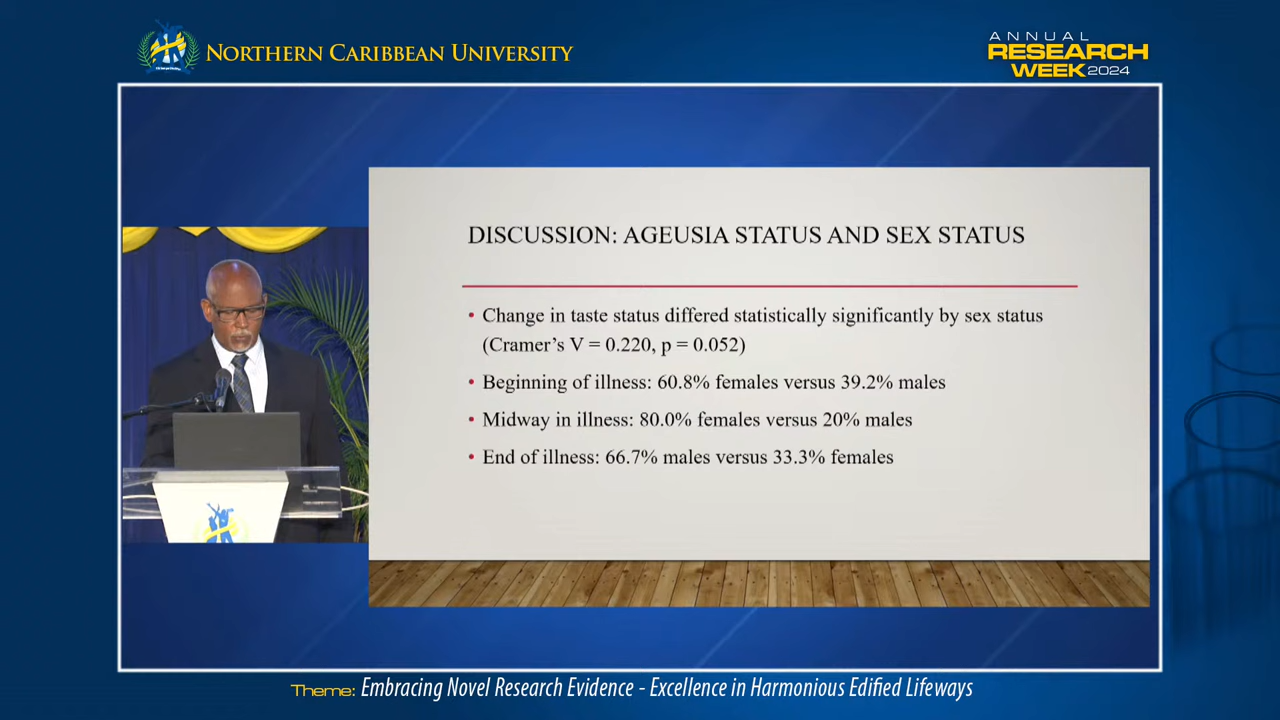 NORTHERN CARIBBEAN UNIVERSITY
ANNUAL
RESEARCH
WEEK 2024
DISCUSSION: AGEUSIA STATUS AND SEX STATUS
• Change in taste status differed statistically significantly by sex status
(Cramer’s V = 0.220, p = 0.052)
• Beginning of illness: 60.8% females versus 39.2% males
• Midway in illness: 80.0% females versus 20% males
• End of illness: 66.7% males versus 33.3% females
Theme: Embracing Novel Research Evidence - Excellence in Harmonious Edified Lifeways